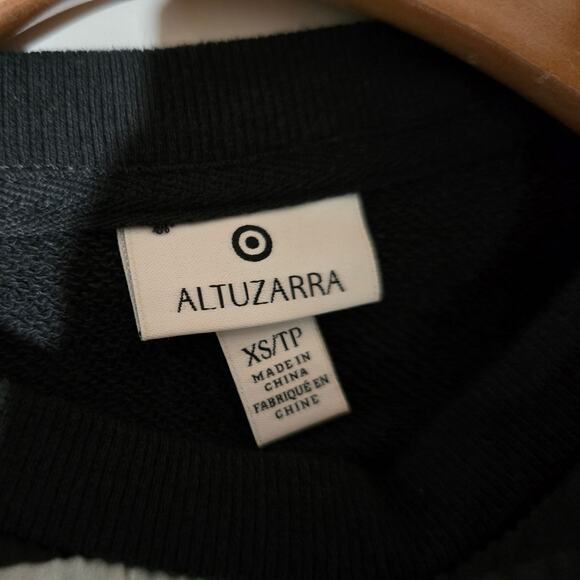 ALTUZARRA
XS/TP
MADE IN
CHINA
FABRIQUÉ EN
CHINE